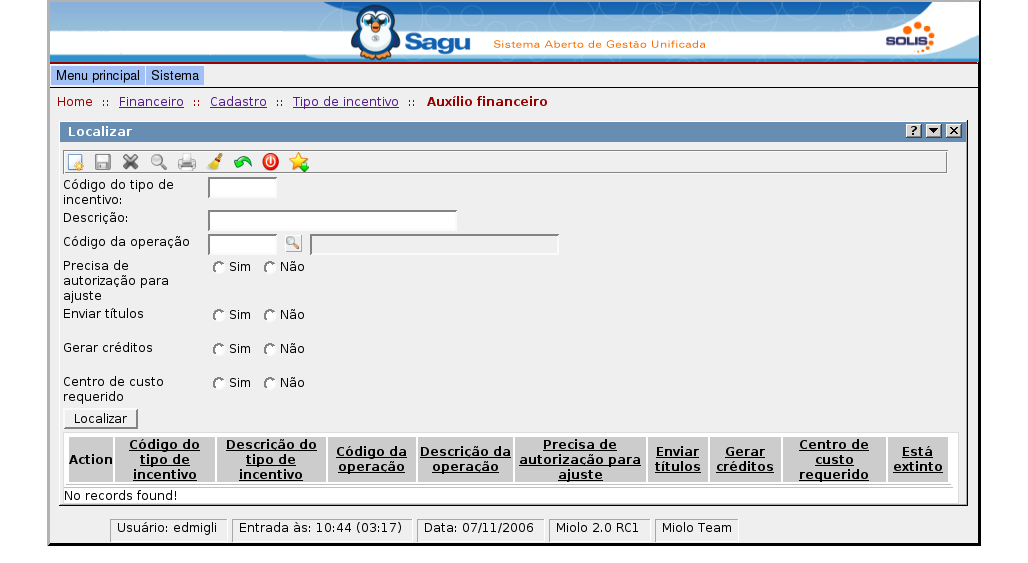 Sagu
Sistema Aberto de Gestão Unificada
SOLIS
Menu principal Sistema
Home :: Financeiro :: Cadastro :: Tipo de incentivo :: Auxílio financeiro
Localizar
?
Código do tipo de
incentivo:
Descrição:
Código da operação
Precisa de
autorização para
ajuste
Sim Não
Enviar títulos Sim Não
Gerar créditos Sim Não
Centro de custo
requerido
Sim Não
Localizar
Action
Código do
tipo de
incentivo
Descrição do
tipo de
incentivo
Código da
operação
Descrição da
operação
Precisa de
autorização para
ajuste
Enviar
títulos
Gerar
créditos
Centro de
custo
requerido
Está
extinto
No records found!
Usuário: edmigli Entrada às: 10:44 (03:17) Data: 07/11/2006 Miolo 2.0 RC1 Miolo Team